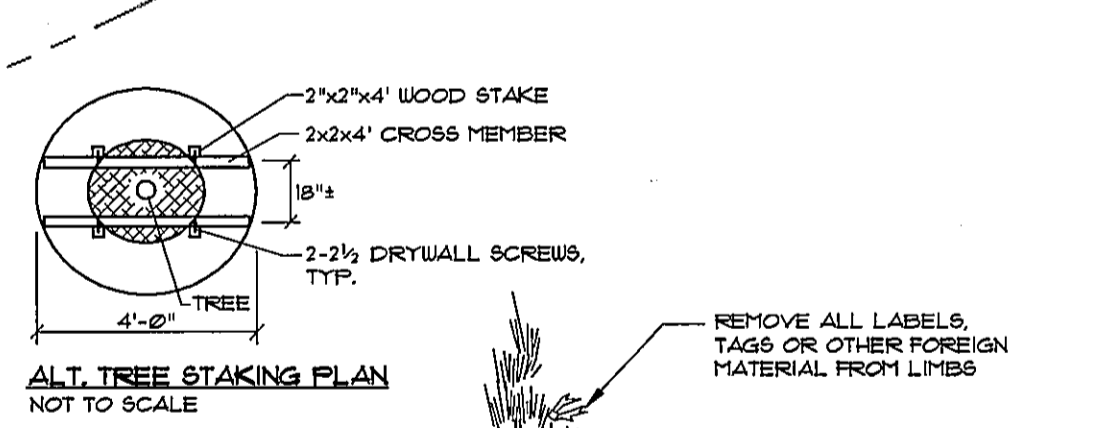 2"x2"x4' WOOD STAKE
2x2x4' CROSS MEMBER
18"±
2-2½ DRYWALL SCREWS,
TYP.
TREE
4'-0"
ALT. TREE STAKING PLAN
NOT TO SCALE
REMOVE ALL LABELS,
TAGS OR OTHER FOREIGN
MATERIAL FROM LIMBS